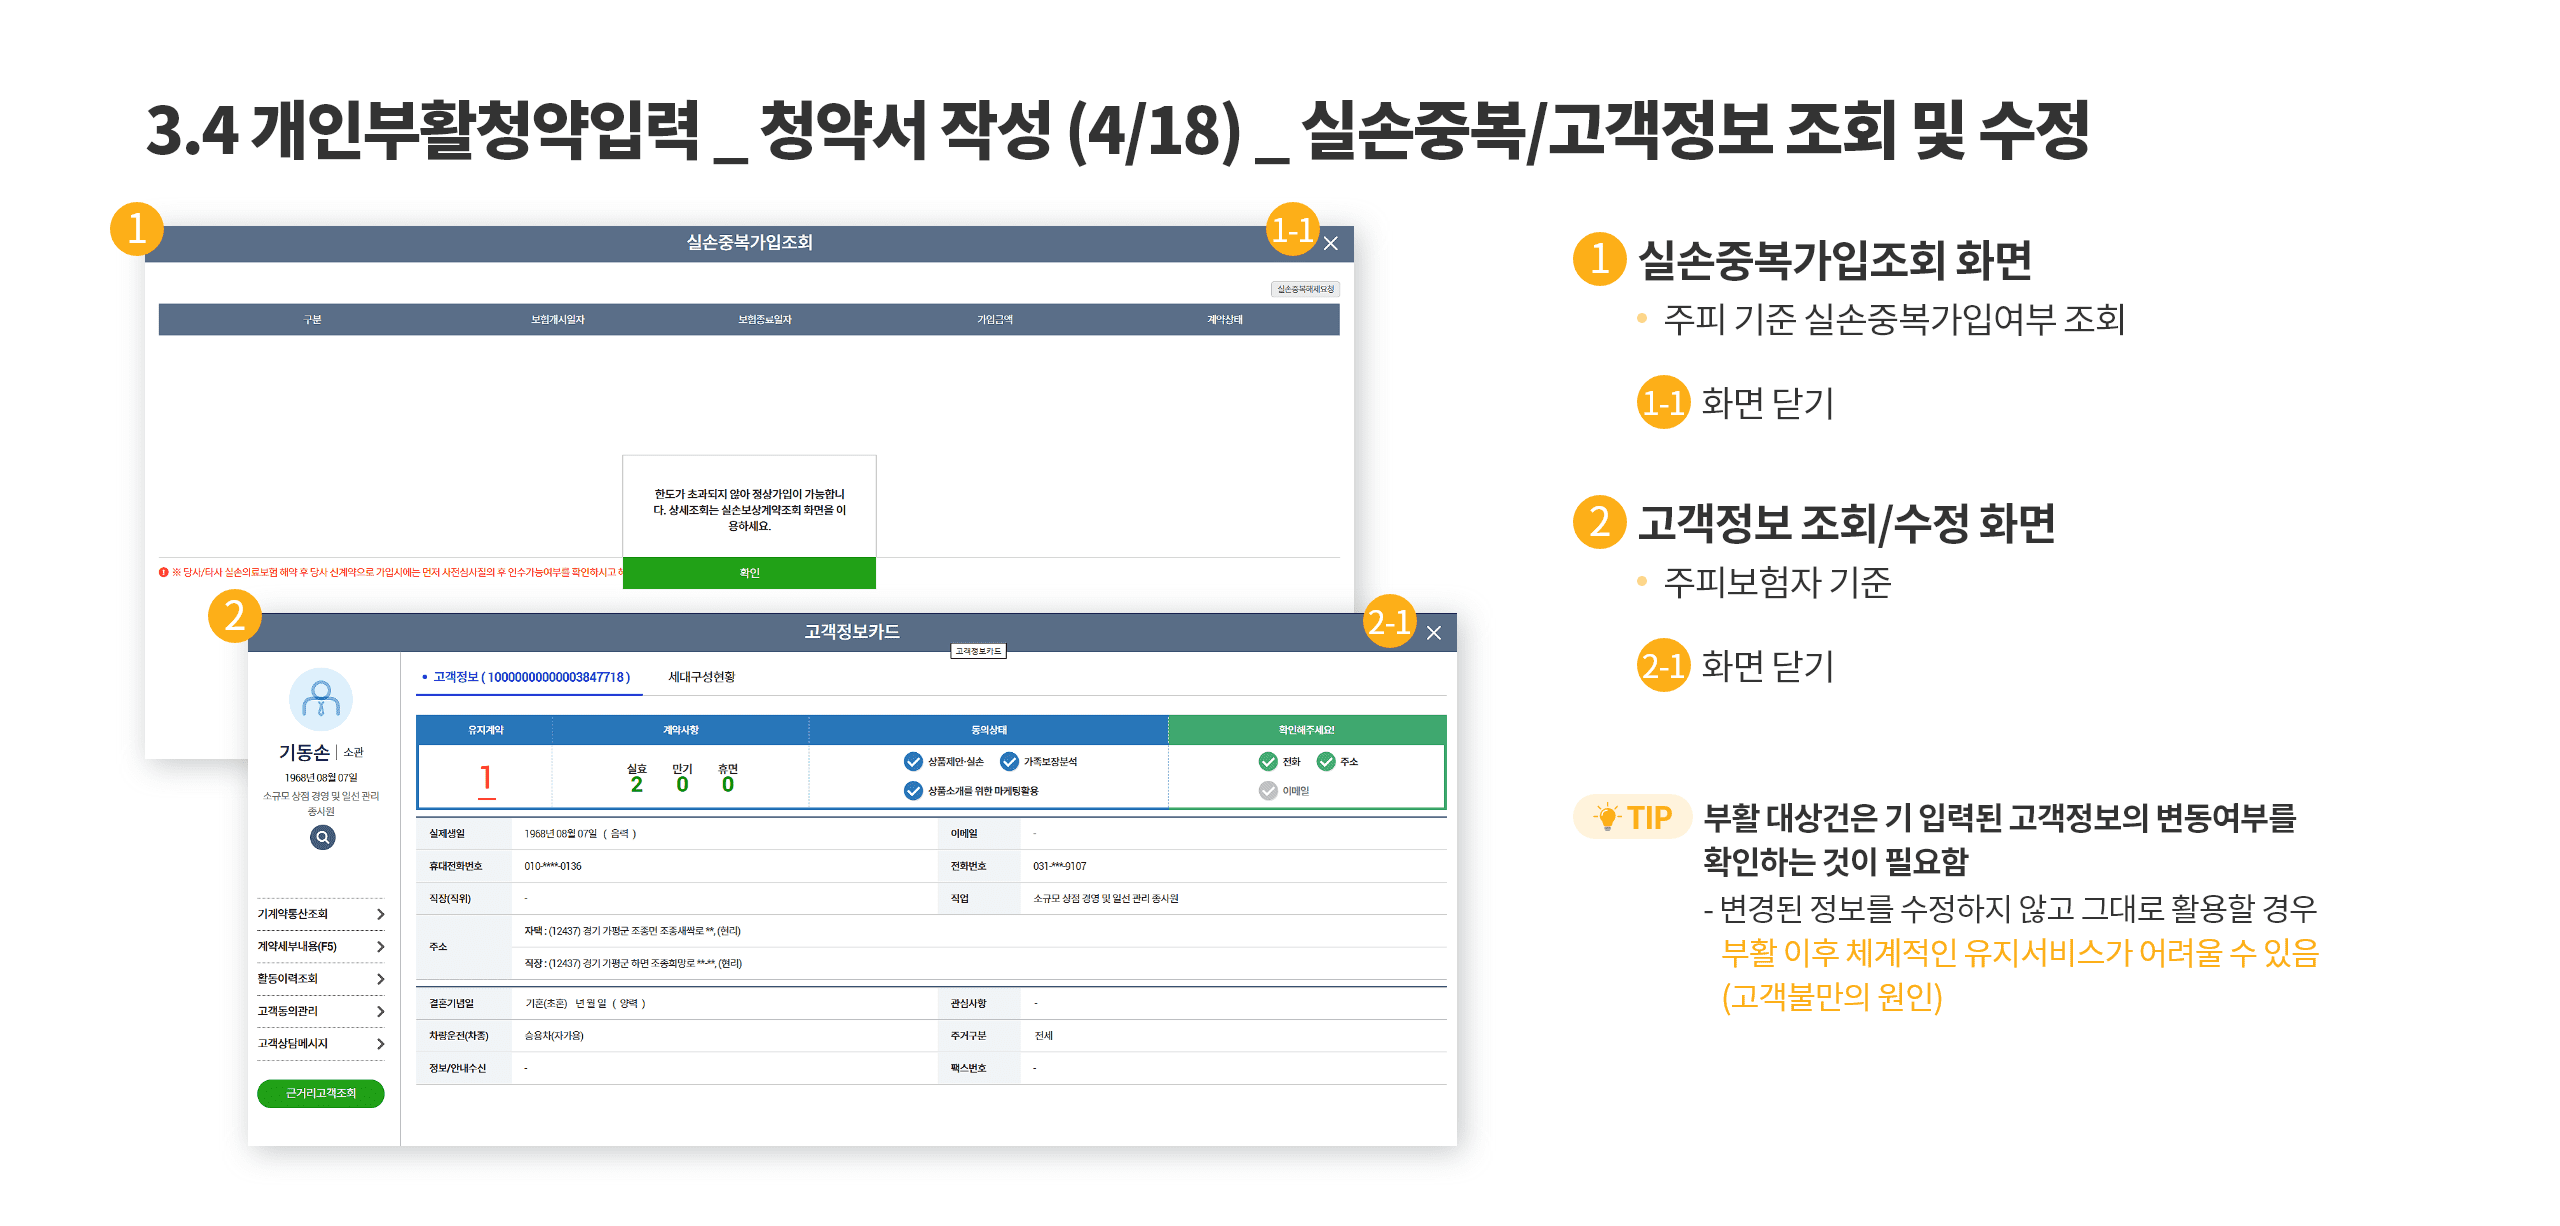 3.4 개인부활청약입력 _ 청약서 작성 (4/18) _ 실손중복/고객정보 조회 및 수정
1
실손중복가입조회
1-1
실손중복해제요청
구분 보험개시일자 보험종료일자 가입금액 계약상태
한도가 초과되지 않아 정상가입이 가능합니
다. 상세조회는 실손보상계약조회 화면을 이
용하세요.
확인
※ 당사/타사 실손의료보험 해약 후 당사 신계약으로 가입시에는 먼저 사전심사질의 후 인수가능여부를 확인하시고
2
고객정보카드
2-1
고객정보카드
기동손 | 소관
1968년 08월 07일
소규모 상점 경영 및 일선 관리
종사원
기계약통산조회
계약세부내용(F5)
활동이력조회
고객동의관리
고객상담메시지
근거리고객조회
• 고객정보 ( 10000000000003847718 ) 세대구성현황
유지계약 계약사항 동의상태 확인해주세요!
1
실효 만기 휴면
2 0 0
상품제안·실손 가족보장분석
상품소개를 위한 마케팅활용
전화 주소
이메일
실제생일 1968년 08월 07일 ( 음력 ) 이메일 -
휴대전화번호 010-****-0136 전화번호 031-***-9107
직장(직위) - 직업 소규모 상점 경영 및 일선 관리 종사원
주소
자택 : (12437) 경기 가평군 조종면 조종새싹로 **, (현리)
직장 : (12437) 경기 가평군 하면 조종희망로 **-**, (현리)
결혼기념일 기혼(초혼) 년 월 일 ( 양력 ) 관심사항 -
차량운전(차종) 승용차(자가용) 주거구분 전세
정보/안내수신 - 팩스번호 -
1 실손중복가입조회 화면
• 주피 기준 실손중복가입여부 조회
1-1 화면 닫기
2 고객정보 조회/수정 화면
• 주피보험자 기준
2-1 화면 닫기
TIP 부활 대상건은 기 입력된 고객정보의 변동여부를
확인하는 것이 필요함
- 변경된 정보를 수정하지 않고 그대로 활용할 경우
부활 이후 체계적인 유지서비스가 어려울 수 있음
(고객불만의 원인)